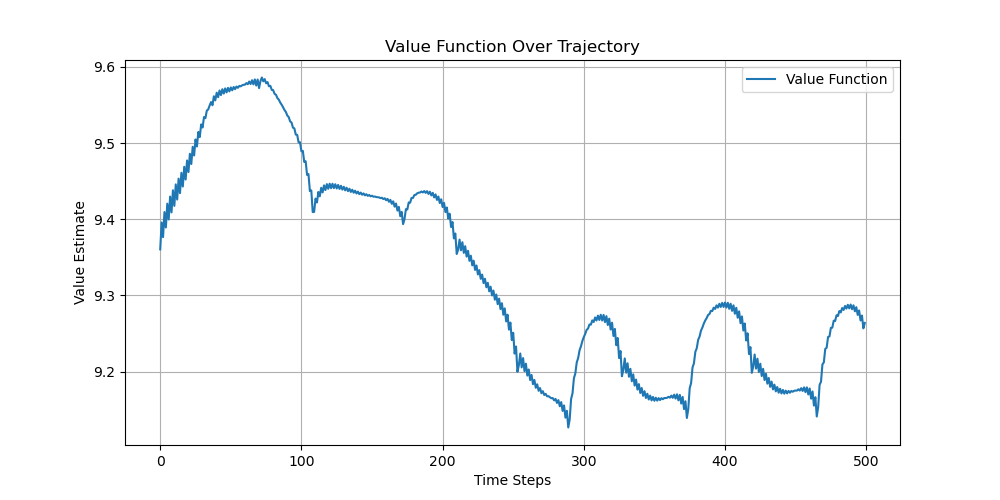 Value Function Over Trajectory
Value Function
Value Estimate
9.6
9.5
9.4
9.3
9.2
0 100 200 300 400 500
Time Steps